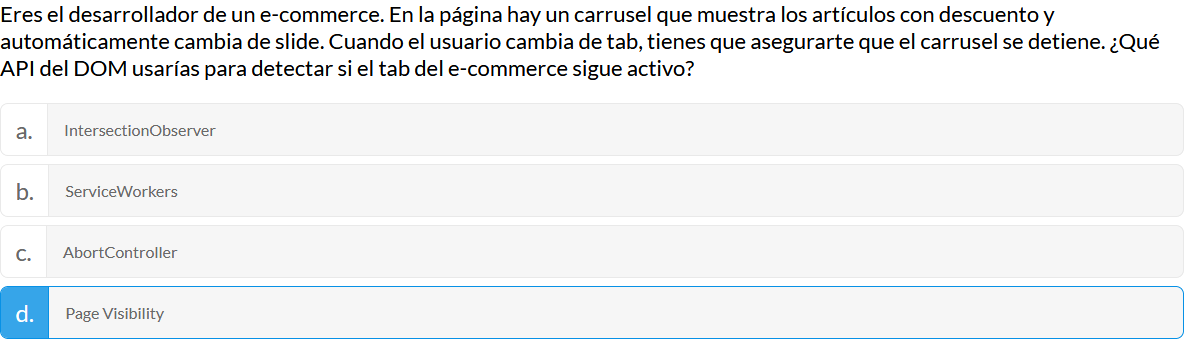 Eres el desarrollador de un e-commerce. En la página hay un carrusel que muestra los artículos con descuento y
automáticamente cambia de slide. Cuando el usuario cambia de tab, tienes que asegurarte que el carrusel se detiene. ¿Qué
API del DOM usarías para detectar si el tab del e-commerce sigue activo?
a. IntersectionObserver
b. ServiceWorkers
c. AbortController
d. Page Visibility